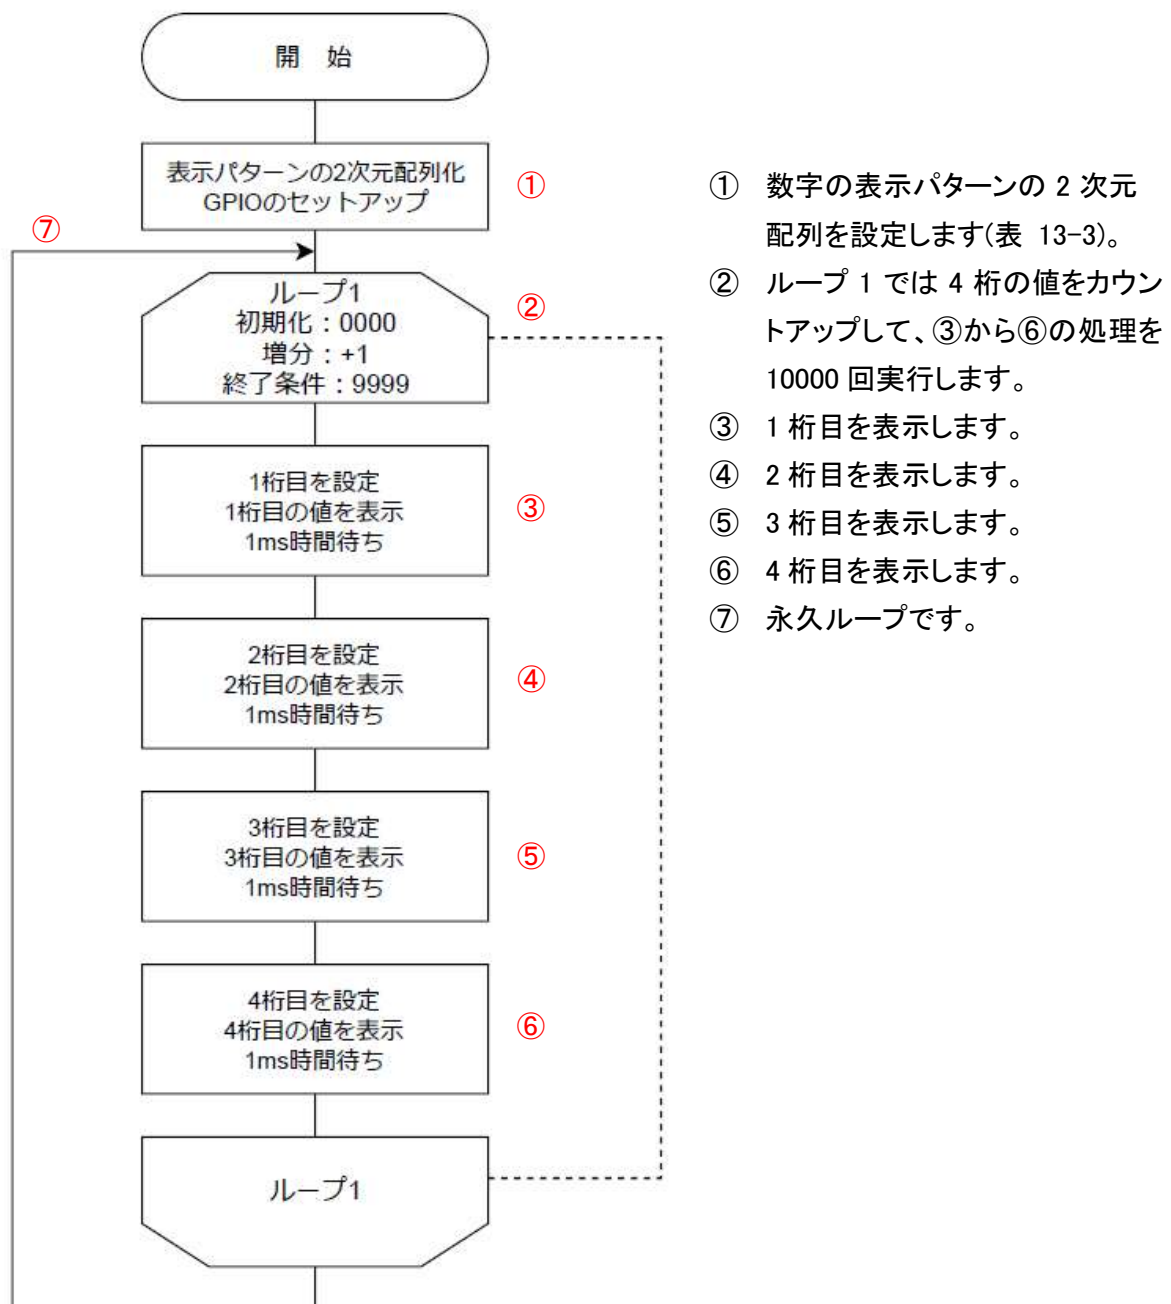 開 始
表示パターンの2次元配列化
GPIOのセットアップ
①
⑦
ループ1
初期化：0000
増分：+1
終了条件：9999
②
1桁目を設定
1桁目の値を表示
1ms時間待ち
③
2桁目を設定
2桁目の値を表示
1ms時間待ち
④
3桁目を設定
3桁目の値を表示
1ms時間待ち
⑤
4桁目を設定
4桁目の値を表示
1ms時間待ち
⑥
ループ1
① 数字の表示パターンの 2 次元
配列を設定します(表 13-3)。
② ループ 1 では 4 桁の値をカウン
トアップして、③から⑥の処理を
10000 回実行します。
③ 1 桁目を表示します。
④ 2 桁目を表示します。
⑤ 3 桁目を表示します。
⑥ 4 桁目を表示します。
⑦ 永久ループです。